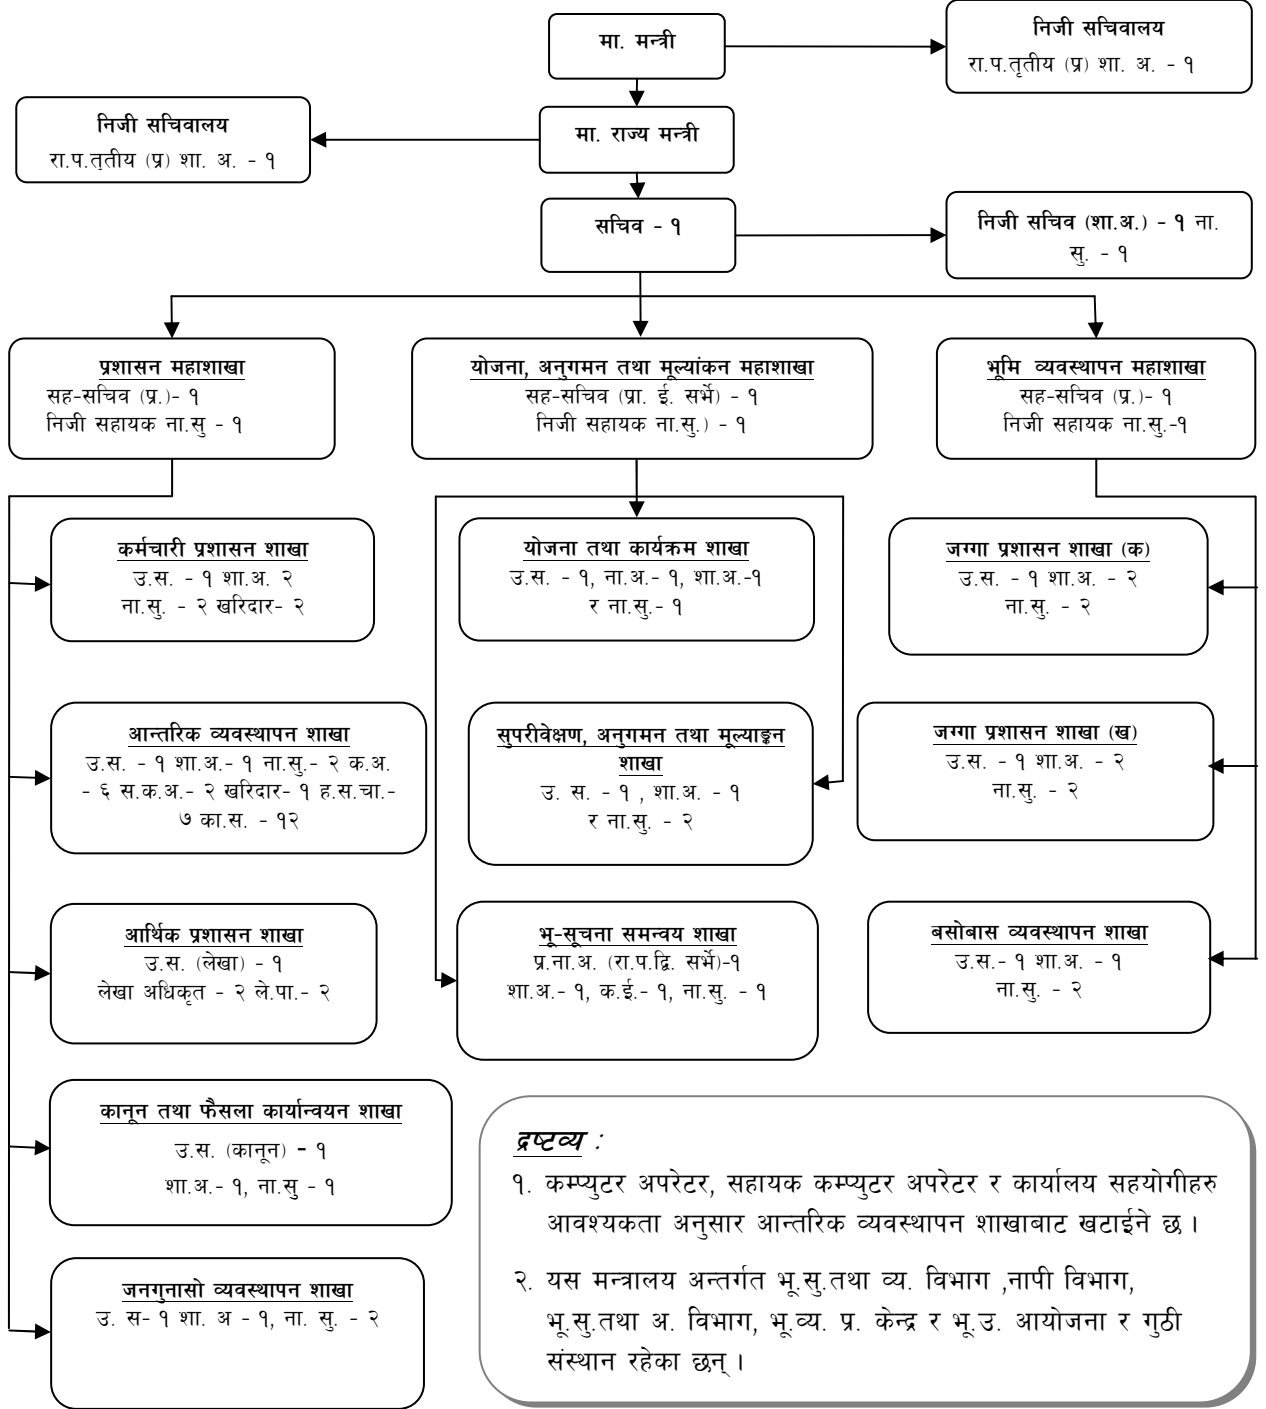 मा. मन्त्री
निजी सचिवालय
रा.प.तृतीय (प्र) शा. अ. - १
निजी सचिवालय
रा.प.तृतीय (प्र) शा. अ. - १
मा. राज्य मन्त्री
सचिव - १
निजी सचिव (शा.अ.) - १ ना.
सु. - १
प्रशासन महाशाखा
सह-सचिव (प्र.)- १
निजी सहायक ना.सु - १
योजना, अनुगमन तथा मूल्यांकन महाशाखा
सह-सचिव (प्रा. ई. सर्भे) - १
निजी सहायक ना.सु.) - १
भूमि व्यवस्थापन महाशाखा
सह-सचिव (प्र.)- १
निजी सहायक ना.सु.-१
कर्मचारी प्रशासन शाखा
उ.स. - १ शा.अ. २
ना.सु. - २ खरिदार- २
योजना तथा कार्यक्रम शाखा
उ.स. - १, ना.अ.- १, शा.अ.-१
र ना.सु.- १
जग्गा प्रशासन शाखा (क)
उ.स. - १ शा.अ. - २
ना.सु. - २
आन्तरिक व्यवस्थापन शाखा
उ.स. - १ शा.अ.- १ ना.सु.- २ क.अ.
- ६ स.क.अ.- २ खरिदार- १ ह.स.चा.-
७ का.स. - १२
सुपरीवेक्षण, अनुगमन तथा मूल्याङ्कन
शाखा
उ. स. - १ , शा.अ. - १
र ना.सु. - २
जग्गा प्रशासन शाखा (ख)
उ.स. - १ शा.अ. - २
ना.सु. - २
आर्थिक प्रशासन शाखा
उ.स. (लेखा) - १
लेखा अधिकृत - २ ले.पा.- २
भू-सूचना समन्वय शाखा
प्र.ना.अ. (रा.प.द्वि. सर्भे)-१
शा.अ.- १, क.ई.- १, ना.सु. - १
बसोबास व्यवस्थापन शाखा
उ.स.- १ शा.अ. - १
ना.सु. - २
कानून तथा फैसला कार्यान्वयन शाखा
उ.स. (कानून) - १
शा.अ.- १, ना.सु - १
जनगुनासो व्यवस्थापन शाखा
उ. स- १ शा. अ - १, ना. सु. - २
द्रष्टव्य :
१. कम्प्युटर अपरेटर, सहायक कम्प्युटर अपरेटर र कार्यालय सहयोगीहरु
आवश्यकता अनुसार आन्तरिक व्यवस्थापन शाखाबाट खटाईने छ ।
२. यस मन्त्रालय अन्तर्गत भू.सु.तथा व्य. विभाग ,नापी विभाग,
भू.सु.तथा अ. विभाग, भू.व्य. प्र. केन्द्र र भू.उ. आयोजना र गुठी
संस्थान रहेका छन् ।